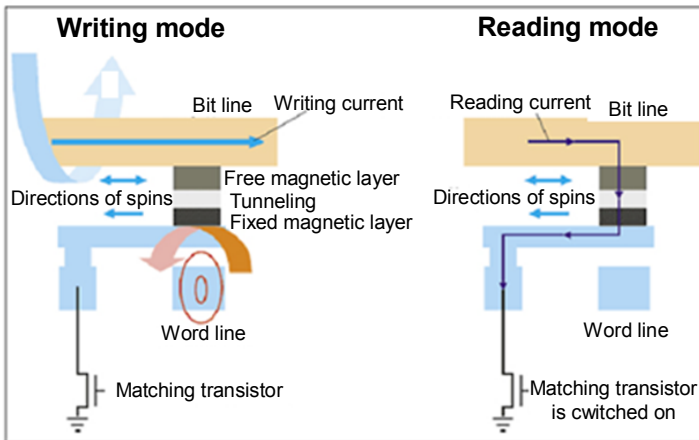 Writing mode
Bit line
Writing current
Free magnetic layer
Directions of spins
Tunneling
Fixed magnetic layer
Word line
Matching transistor
Reading mode
Reading current
Bit line
Directions of spins
Word line
Matching transistor
is cwitched on